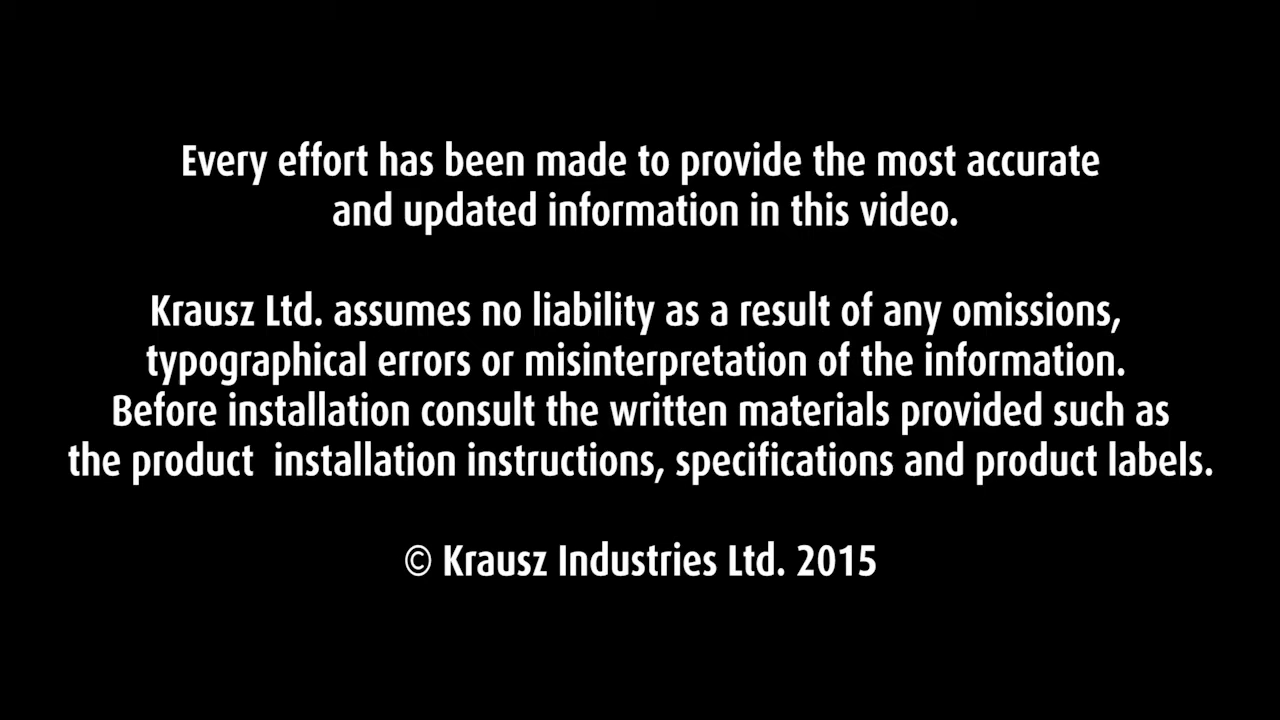 Every effort has been made to provide the most accurate
and updated information in this video.
Krausz Ltd. assumes no liability as a result of any omissions,
typographical errors or misinterpretation of the information.
Before installation consult the written materials provided such as
the product  installation instructions, specifications and product labels.
© Krausz Industries Ltd. 2015